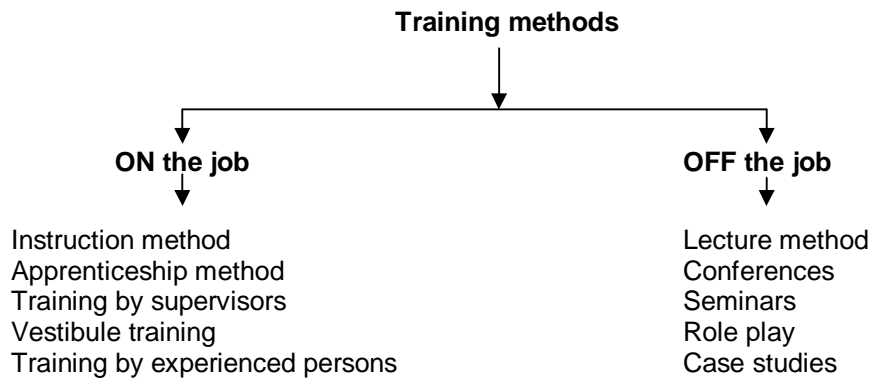 Training methods
ON the job
OFF the job
Instruction method
Apprenticeship method
Training by supervisors
Vestibule training
Training by experienced persons
Lecture method
Conferences
Seminars
Role play
Case studies